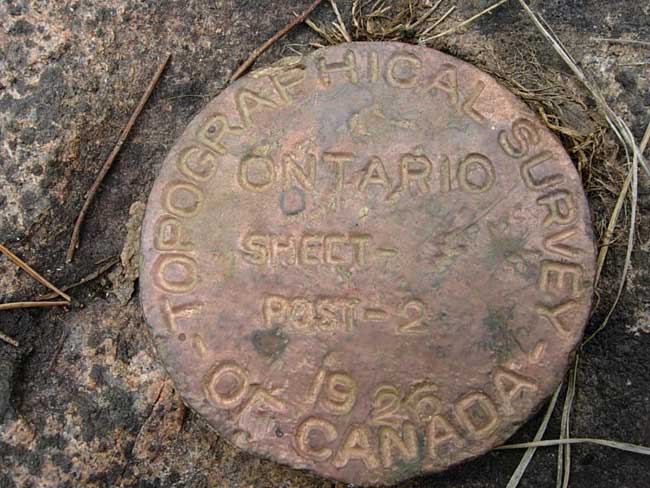 TOPOGRAPHICAL SURVEY
ONTARIO
SHEET-
POST-2
1926
- OF CANADA -